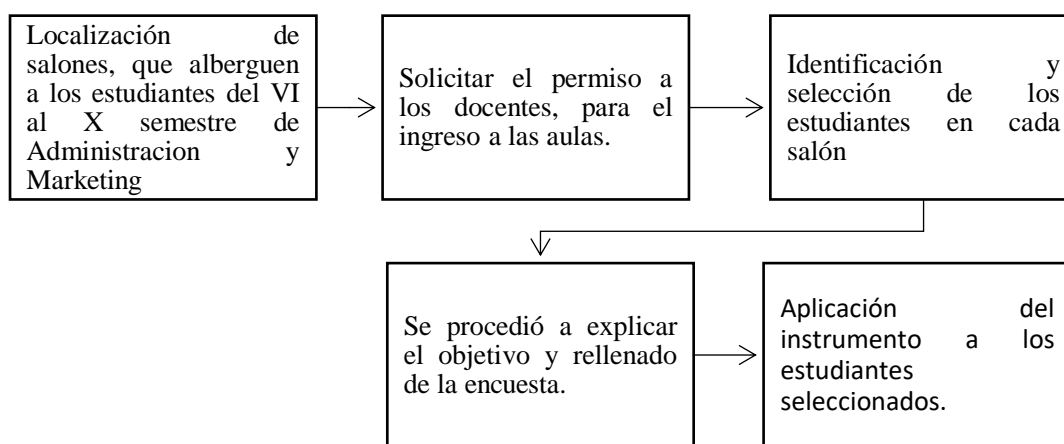 Localización de
salones, que alberguen
a los estudiantes del VI
al X semestre de
Administracion y
Marketing
Solicitar el permiso a
los docentes, para el
ingreso a las aulas.
Identificación y
selección de los
estudiantes en cada
salón
Se procedió a explicar
el objetivo y rellenado
de la encuesta.
Aplicación del
instrumento a los
estudiantes
seleccionados.